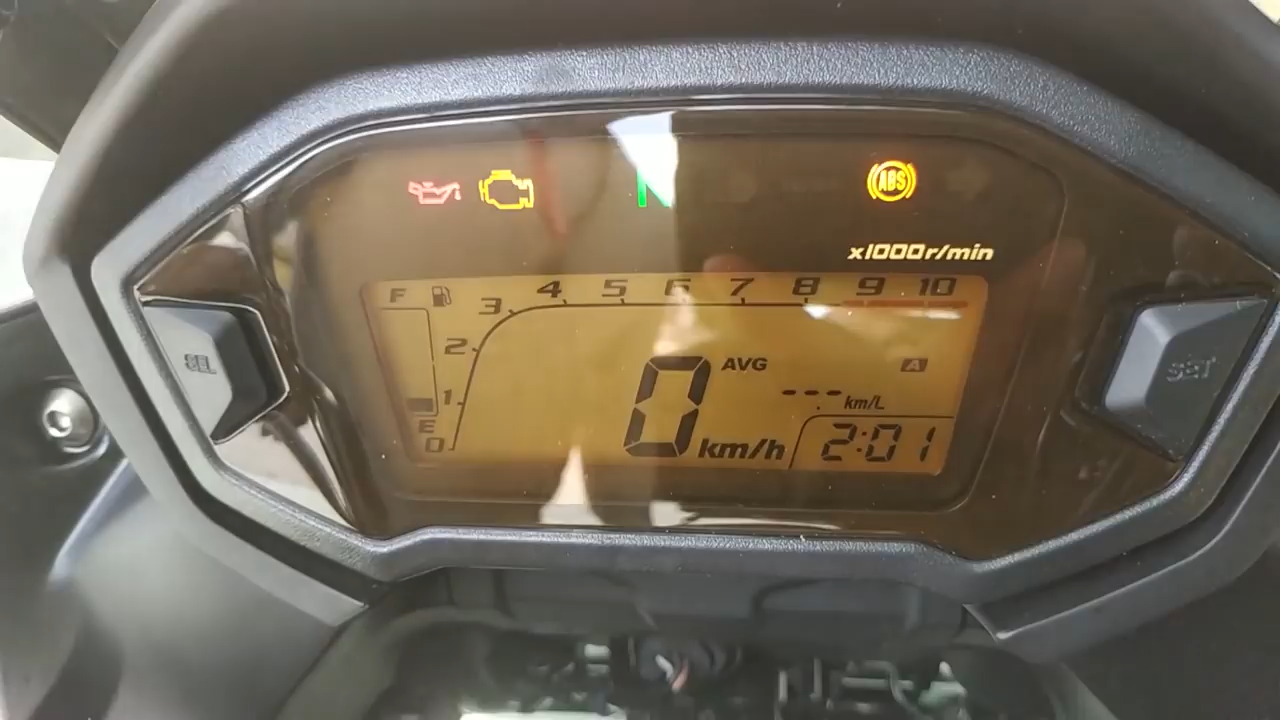 N
ABS
x1000r/min
F
4 5 6 7 8 9 10
3
2
1
E
0
SEL
SET
AVG
A
0 km/h
--.- km/L
2:01